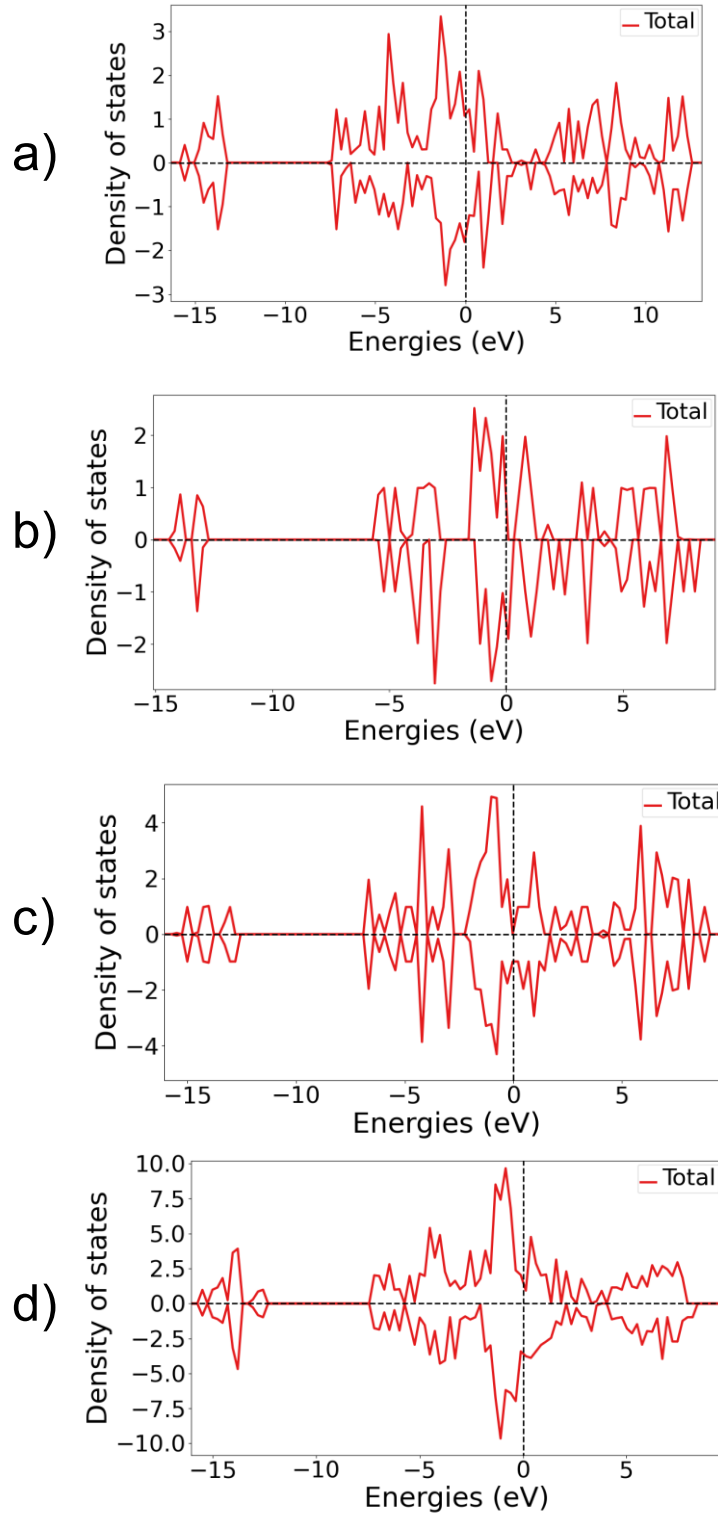 a)
Total
Density of states
3
2
1
0
−1
−2
−3
−15
−10
−5
0
5
10
Energies (eV)
b)
Total
Density of states
2
1
0
−1
−2
−15
−10
−5
0
5
Energies (eV)
c)
Total
Density of states
4
2
0
−2
−4
−15
−10
−5
0
5
Energies (eV)
d)
Total
Density of states
10.0
7.5
5.0
2.5
0.0
−2.5
−5.0
−7.5
−10.0
−15
−10
−5
0
5
Energies (eV)